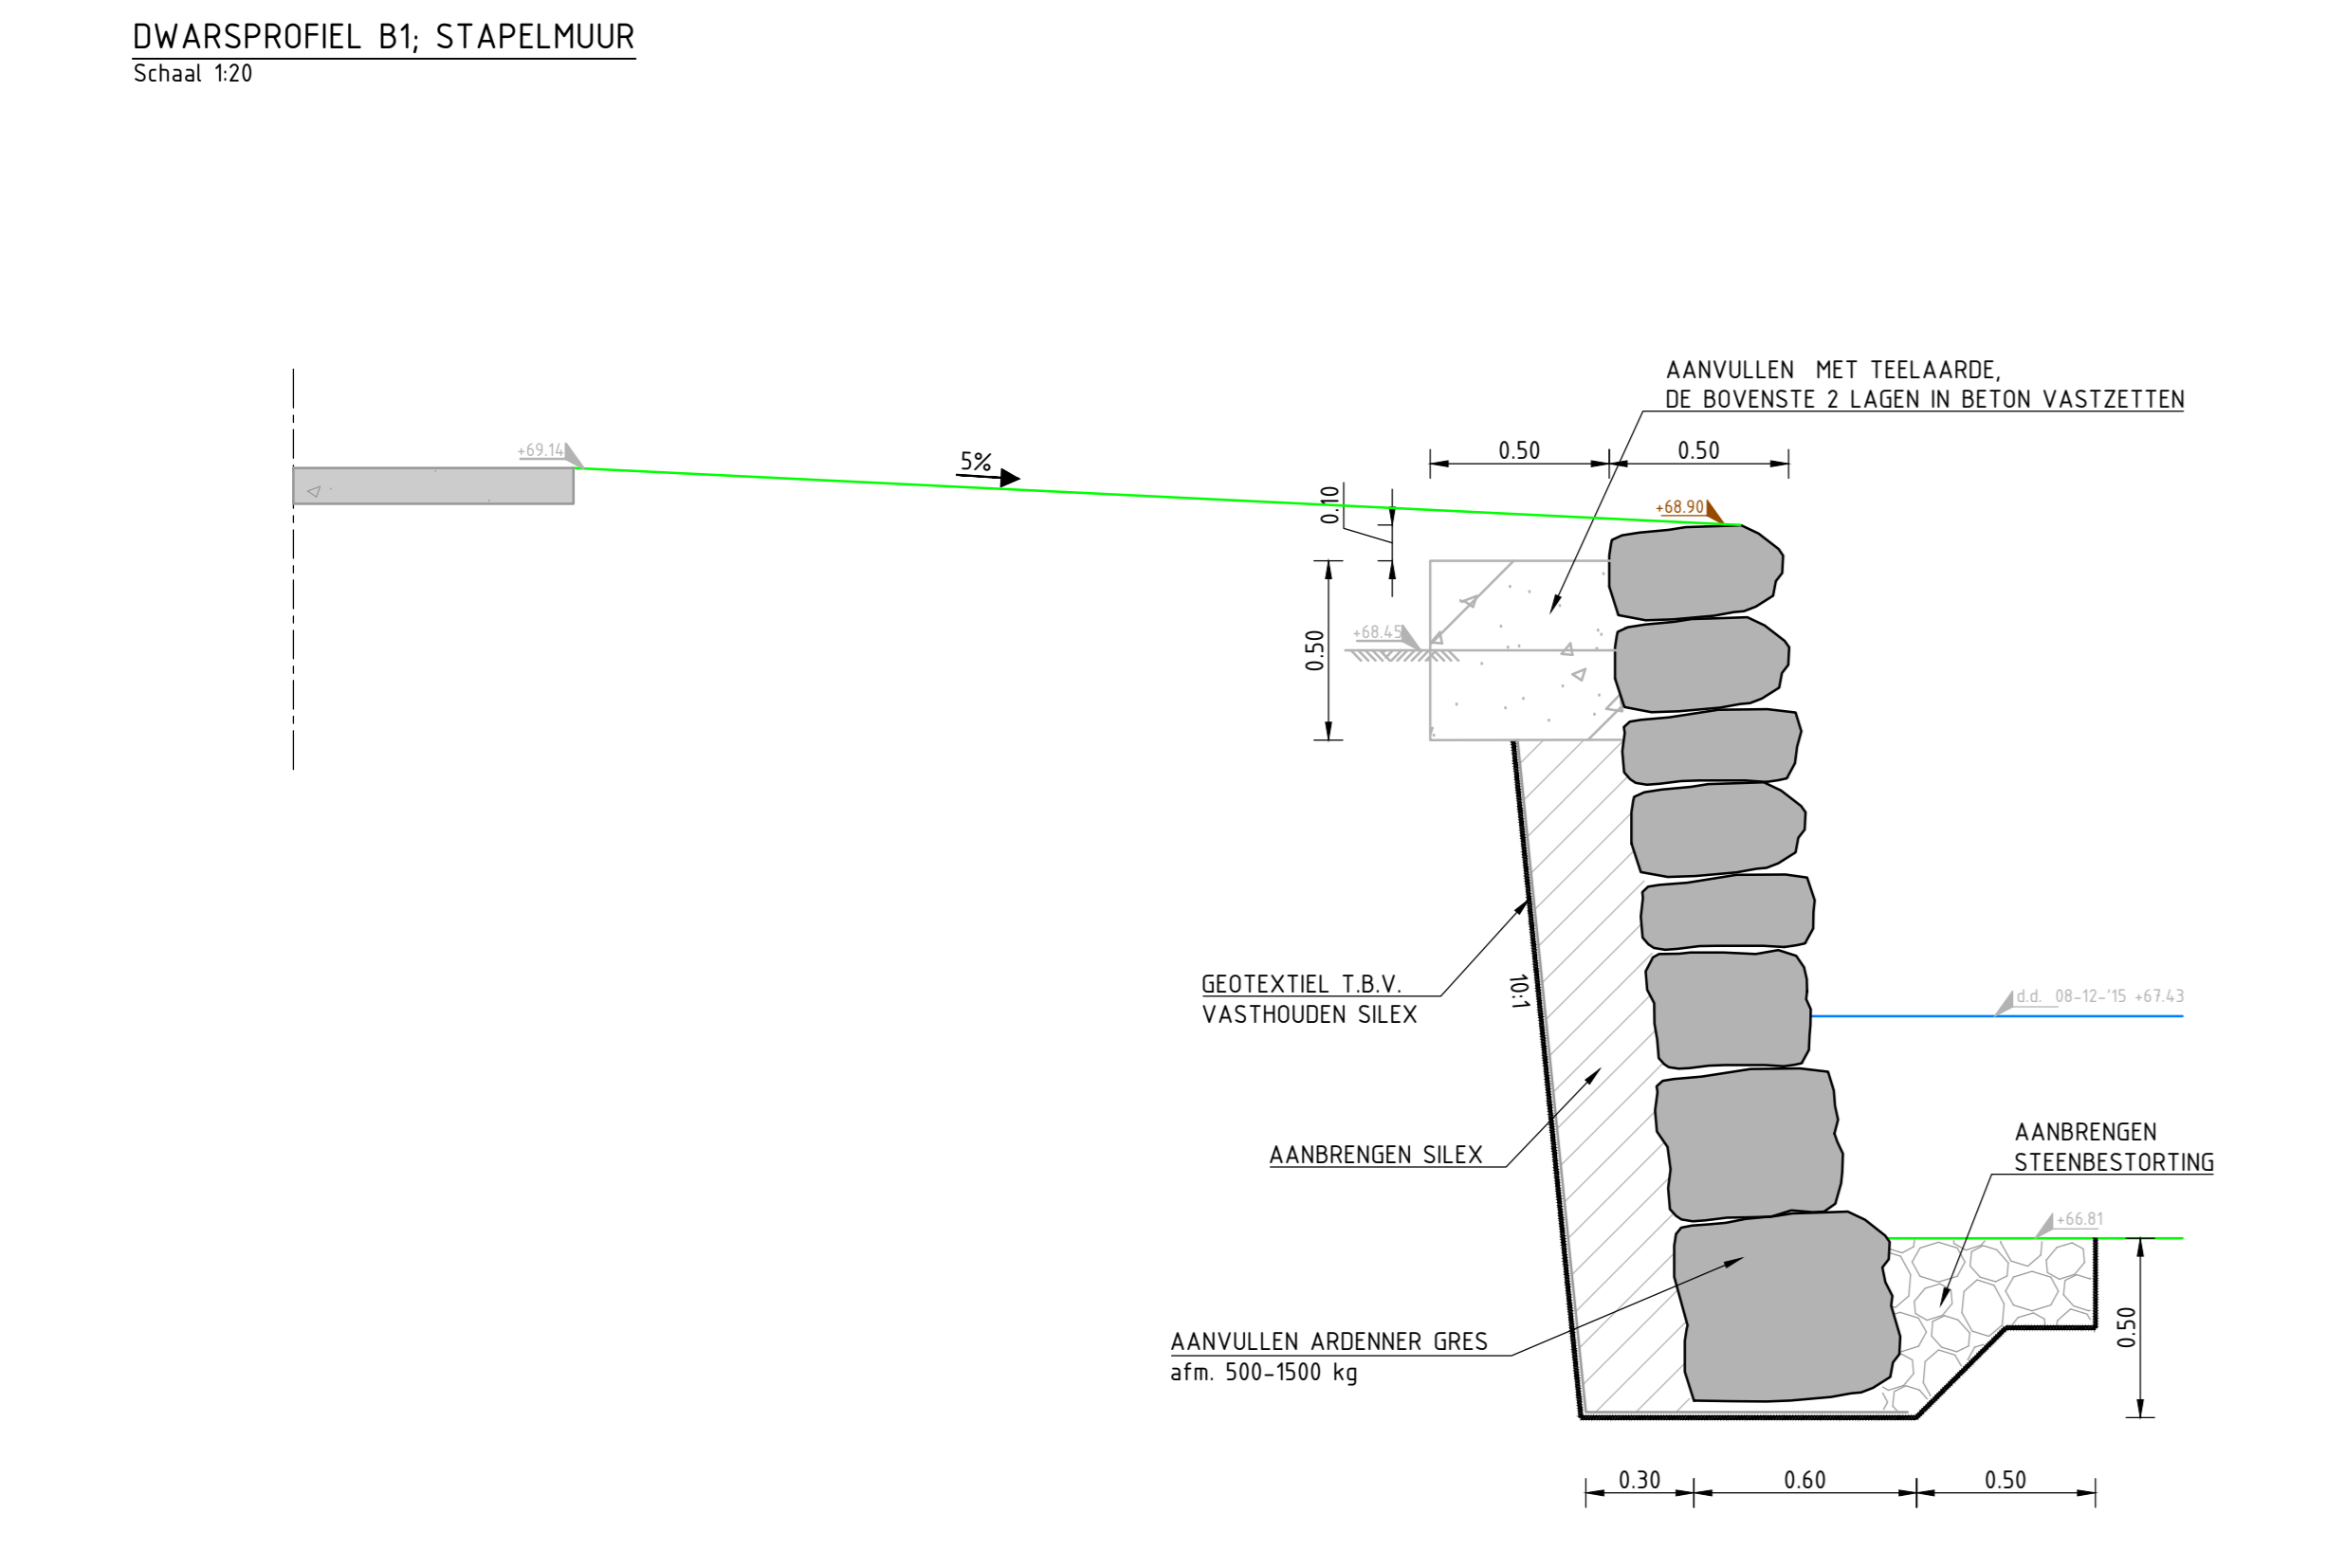 DWARSPROFIEL B1; STAPELMUUR
Schaal 1:20
AANVULLEN MET TEELAARDE,
DE BOVENSTE 2 LAGEN IN BETON VASTZETTEN
+69.14
5%
0.50
0.50
0.10
+68.90
0.50
+68.45
GEOTEXTIEL T.B.V.
VASTHOUDEN SILEX
10:1
d.d. 08-12-'15 +67.43
AANBRENGEN SILEX
AANBRENGEN
STEENBESTORTING
+66.81
0.50
AANVULLEN ARDENNER GRES
afm. 500-1500 kg
0.30
0.60
0.50